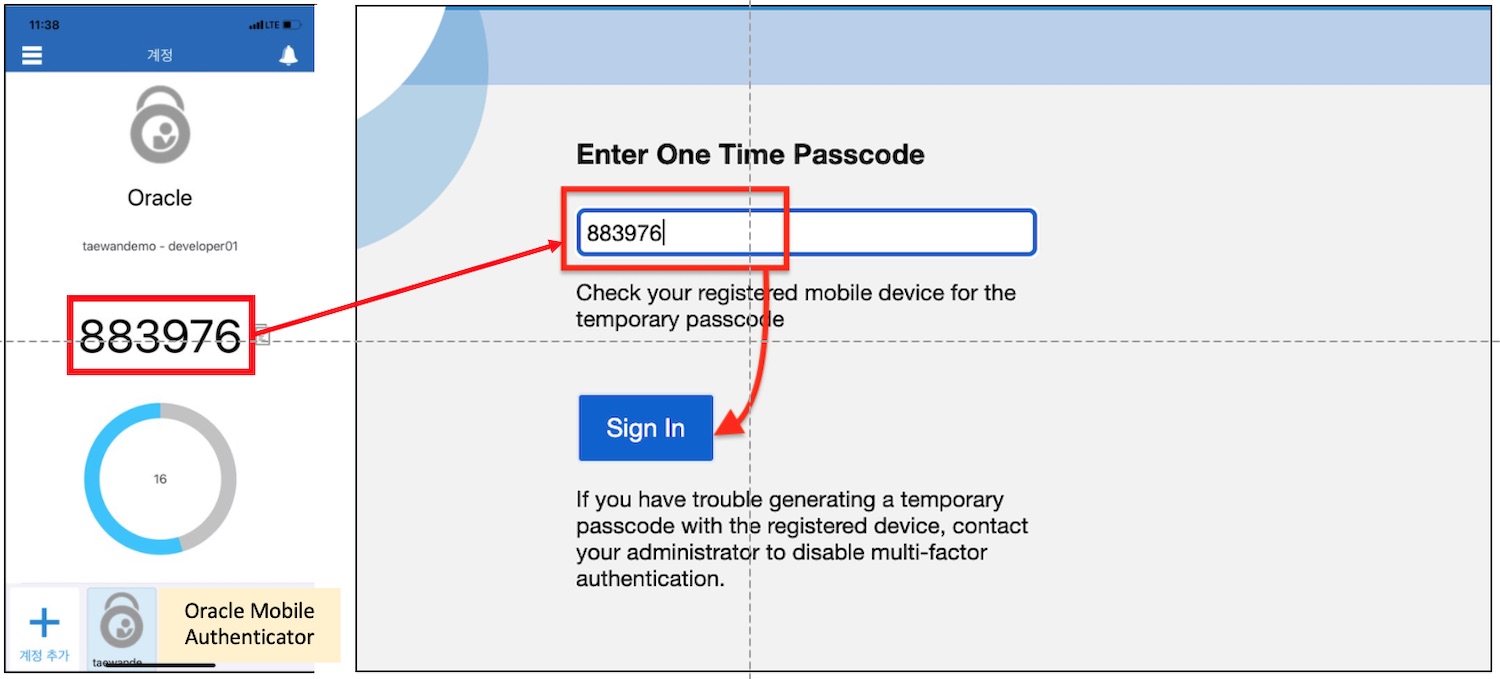 11:38
LTE
계정
Oracle
taewandemo - developer01
883976
16
계정 추가
taewande
Oracle Mobile
Authenticator
Enter One Time Passcode
883976
Check your registered mobile device for the
temporary passcode
Sign In
If you have trouble generating a temporary
passcode with the registered device, contact
your administrator to disable multi-factor
authentication.